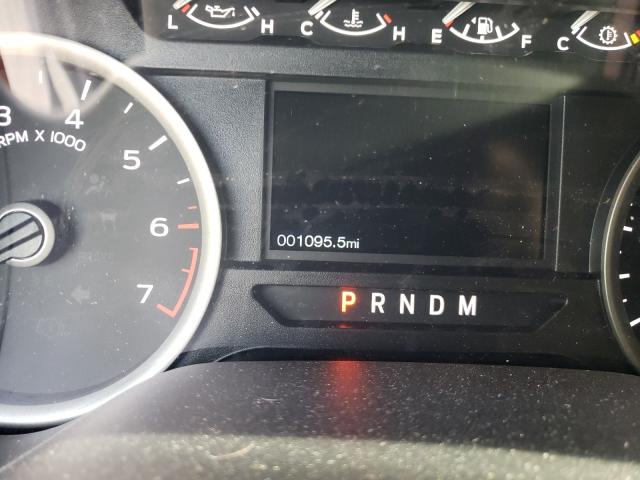 L H C H E F C
3 4 5 6 7
RPM X 1000
001095.5mi
P R N D M